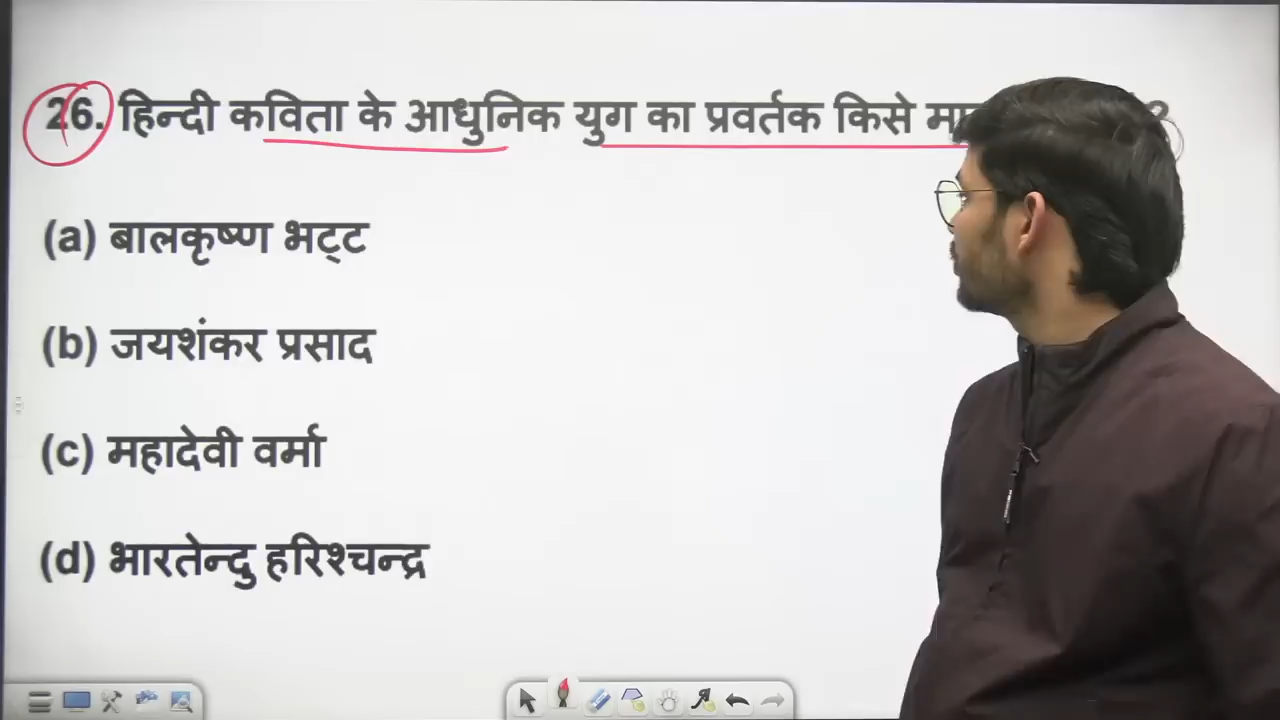 26. हिन्दी कविता के आधुनिक युग का प्रवर्तक किसे ?
(a) बालकृष्ण भट्ट
(b) जयशंकर प्रसाद
(c) महादेवी वर्मा
(d) भारतेन्दु हरिश्चन्द्र